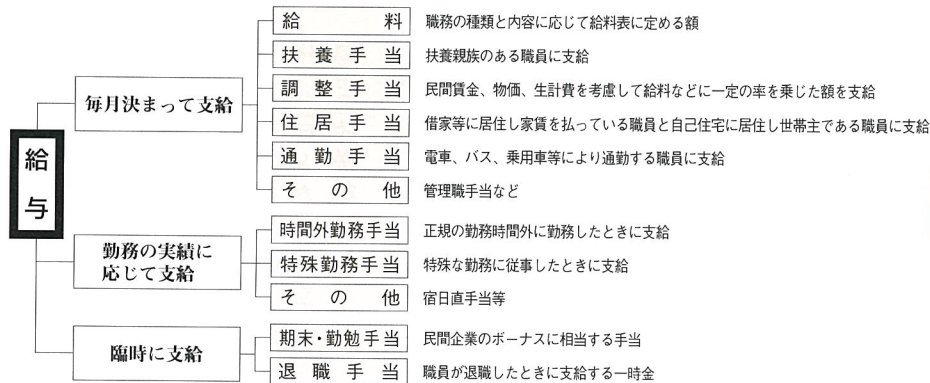 給与
毎月決まって支給
給料 職務の種類と内容に応じて給料表に定める額
扶養手当 扶養親族のある職員に支給
調整手当 民間賃金、物価、生計費を考慮して給料などに一定の率を乗じた額を支給
住居手当 借家等に居住し家賃を払っている職員と自己住宅に居住し世帯主である職員に支給
通勤手当 電車、バス、乗用車等により通勤する職員に支給
その他 管理職手当など
勤務の実績に
応じて支給
時間外勤務手当 正規の勤務時間外に勤務したときに支給
特殊勤務手当 特殊な勤務に従事したときに支給
その他 宿日直手当等
臨時に支給
期末・勤勉手当 民間企業のボーナスに相当する手当
退職手当 職員が退職したときに支給する一時金